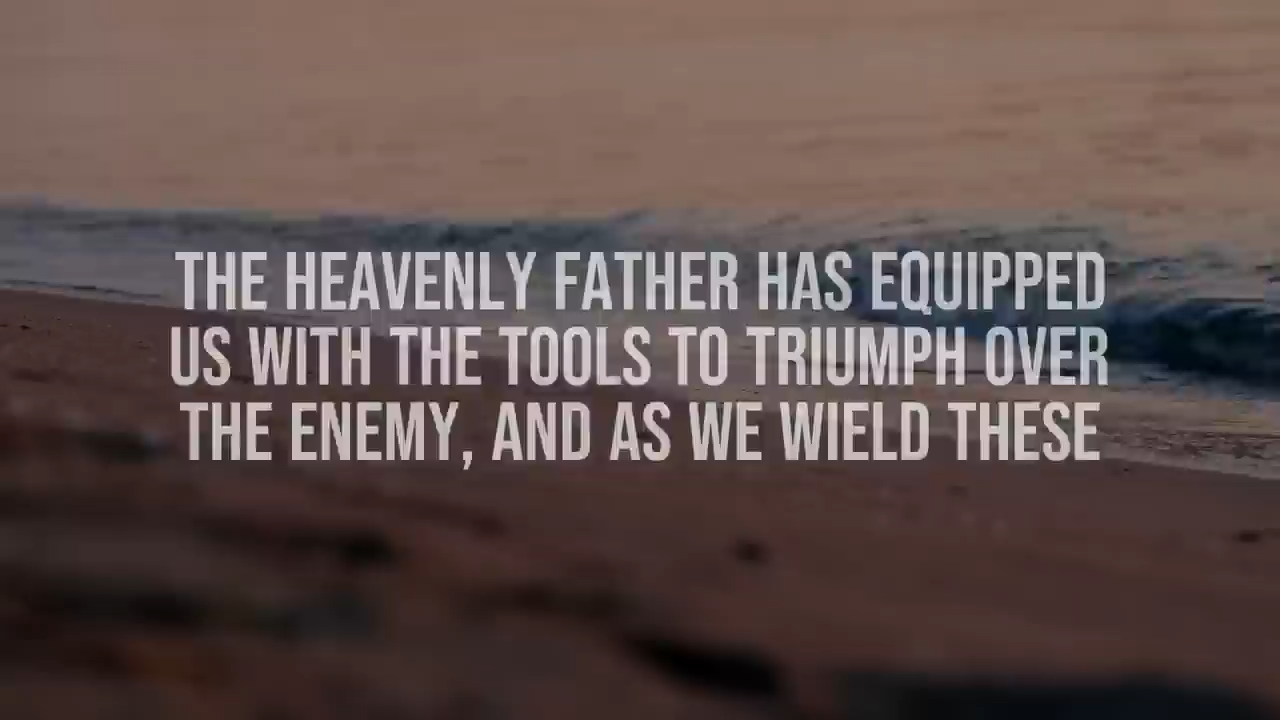 THE HEAVENLY FATHER HAS EQUIPPED
US WITH THE TOOLS TO TRIUMPH OVER
THE ENEMY, AND AS WE WIELD THESE